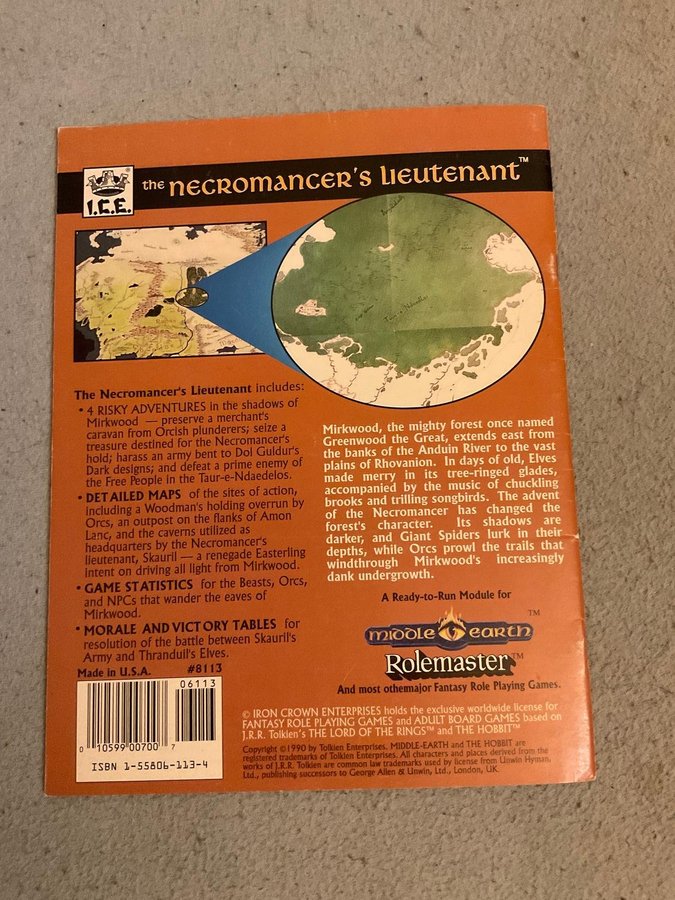 I.C.E.®
the Necromancer's Lieutenant™
The Necromancer's Lieutenant includes:
• 4 RISKY ADVENTURES in the shadows of
Mirkwood — preserve a merchant's
caravan from Orcish plunderers; seize a
treasure destined for the Necromancer's
hold; harass an army bent to Dol Guldur's
Dark designs; and defeat a prime enemy of
the Free People in the Taur-e-Ndaedelos.
• DETAILED MAPS of the sites of action,
including a Woodman's holding overrun by
Orcs, an outpost on the flanks of Amon
Lanc, and the caverns utilized as
headquarters by the Necromancer's
lieutenant, Skauril — a renegade Easterling
intent on driving all light from Mirkwood.
• GAME STATISTICS for the Beasts, Orcs,
and NPCs that wander the eaves of
Mirkwood.
• MORALE AND VICTORY TABLES for
resolution of the battle between Skauril's
Army and Thranduil's Elves.
Made in U.S.A. #8113
06113
0 10599 00700 7
ISBN 1-55806-113-4
Mirkwood, the mighty forest once named
Greenwood the Great, extends east from
the banks of the Anduin River to the vast
plains of Rhovanion. In days of old, Elves
made merry in its tree-ringed glades,
accompanied by the music of chuckling
brooks and trilling songbirds. The advent
of the Necromancer has changed the
forest's character. Its shadows are
darker, and Giant Spiders lurk in their
depths, while Orcs prowl the trails that
windthrough Mirkwood's increasingly
dank undergrowth.
A Ready-to-Run Module for
MIDDLE EARTH™
Rolemaster™
And most othemajor Fantasy Role Playing Games.
© IRON CROWN ENTERPRISES holds the exclusive worldwide license for
FANTASY ROLE PLAYING GAMES and ADULT BOARD GAMES based on
J.R.R. Tolkien's THE LORD OF THE RINGS™ and THE HOBBIT™
Copyright ©1990 by Tolkien Enterprises. MIDDLE-EARTH and THE HOBBIT are
registered trademarks of Tolkien Enterprises. All characters and places derived from the
works of J.R.R. Tolkien are common law trademarks used by license from Unwin Hyman,
Ltd., publishing successors to George Allen & Unwin, Ltd., London, UK.